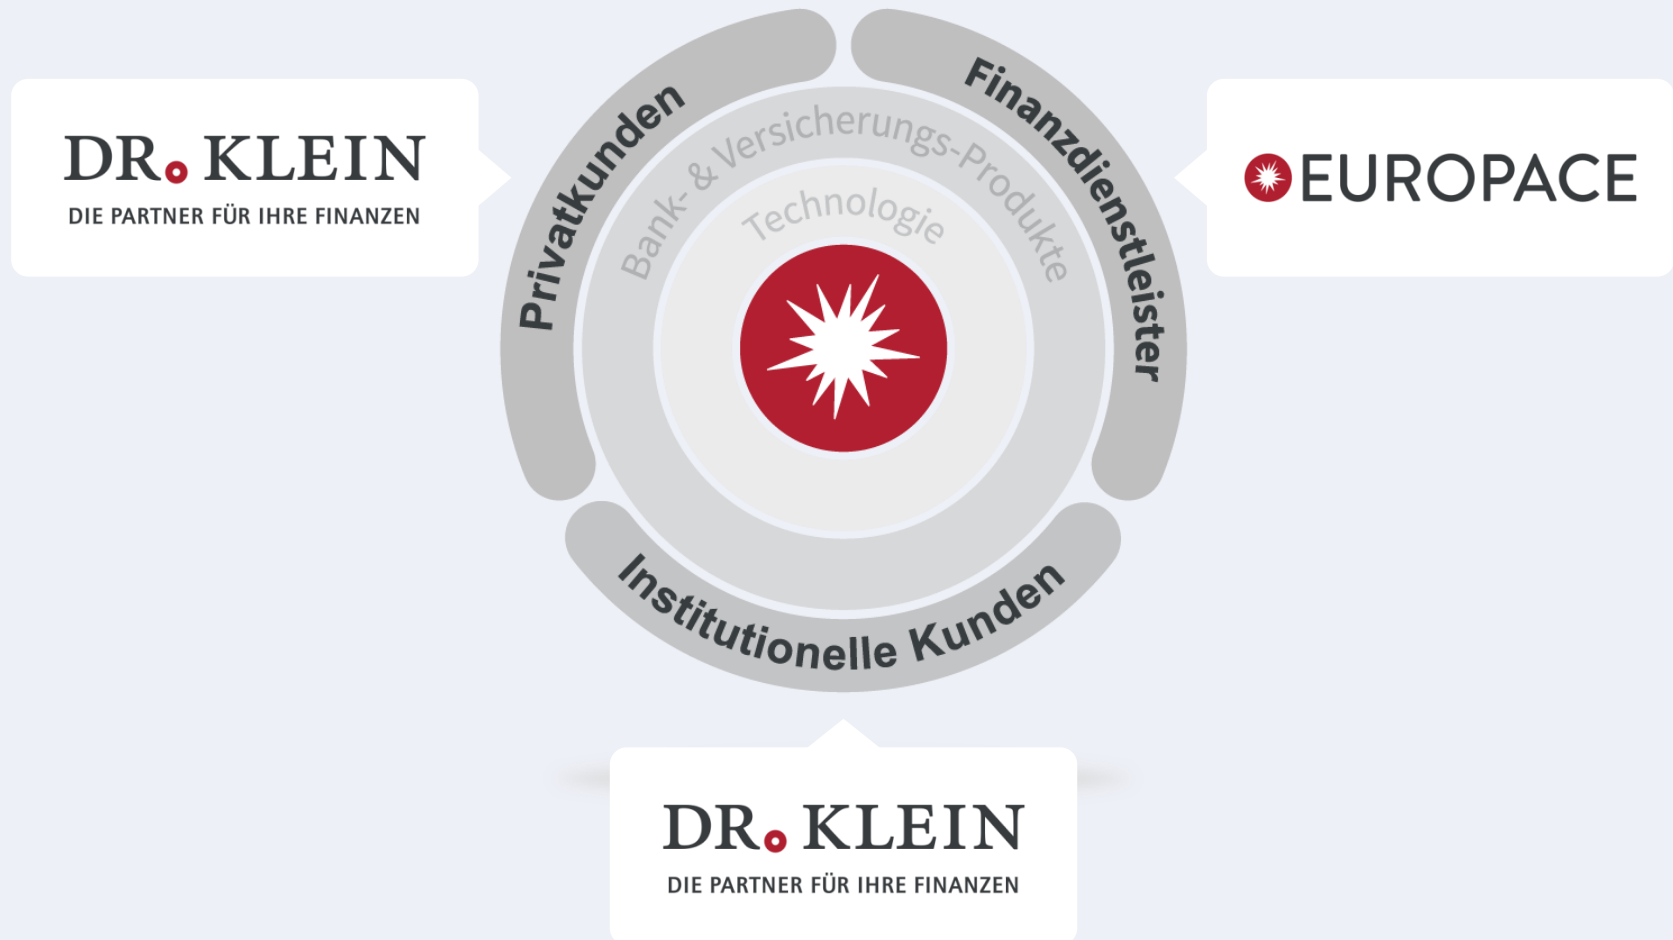 DR. KLEIN
DIE PARTNER FÜR IHRE FINANZEN
Privatkunden
Finanzdienstleister
Bank- & Versicherungs-Produkte
Technologie
EUROPACE
Institutionelle Kunden
DR. KLEIN
DIE PARTNER FÜR IHRE FINANZEN